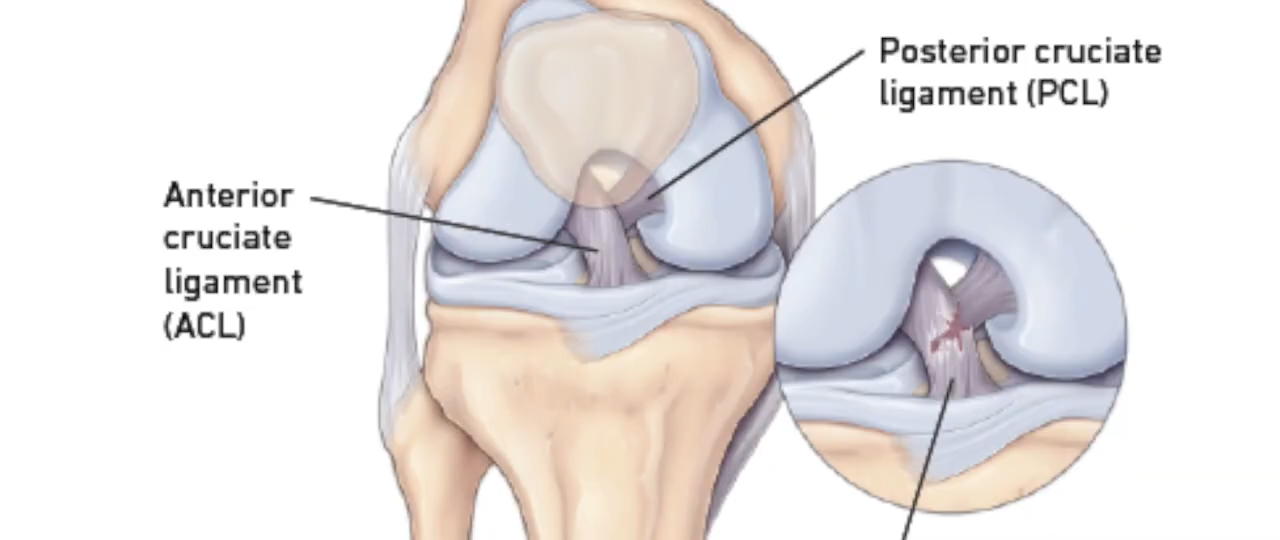 Posterior cruciate
ligament (PCL)
Anterior
cruciate
ligament
(ACL)